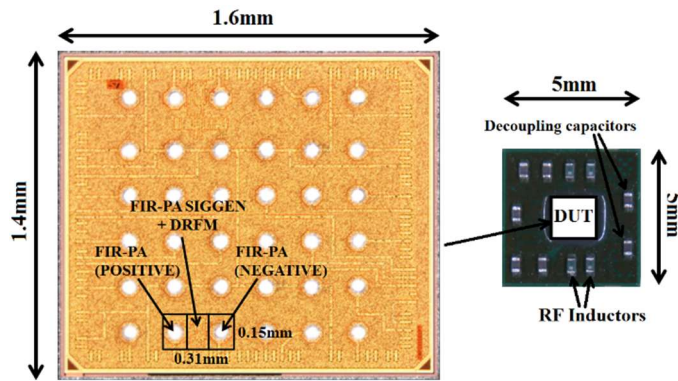 1.6mm
1.4mm
FIR-PA SIGGEN
+ DRFM
FIR-PA
(POSITIVE)
FIR-PA
(NEGATIVE)
0.15mm
0.31mm
5mm
Decoupling capacitors
DUT
5mm
RF Inductors